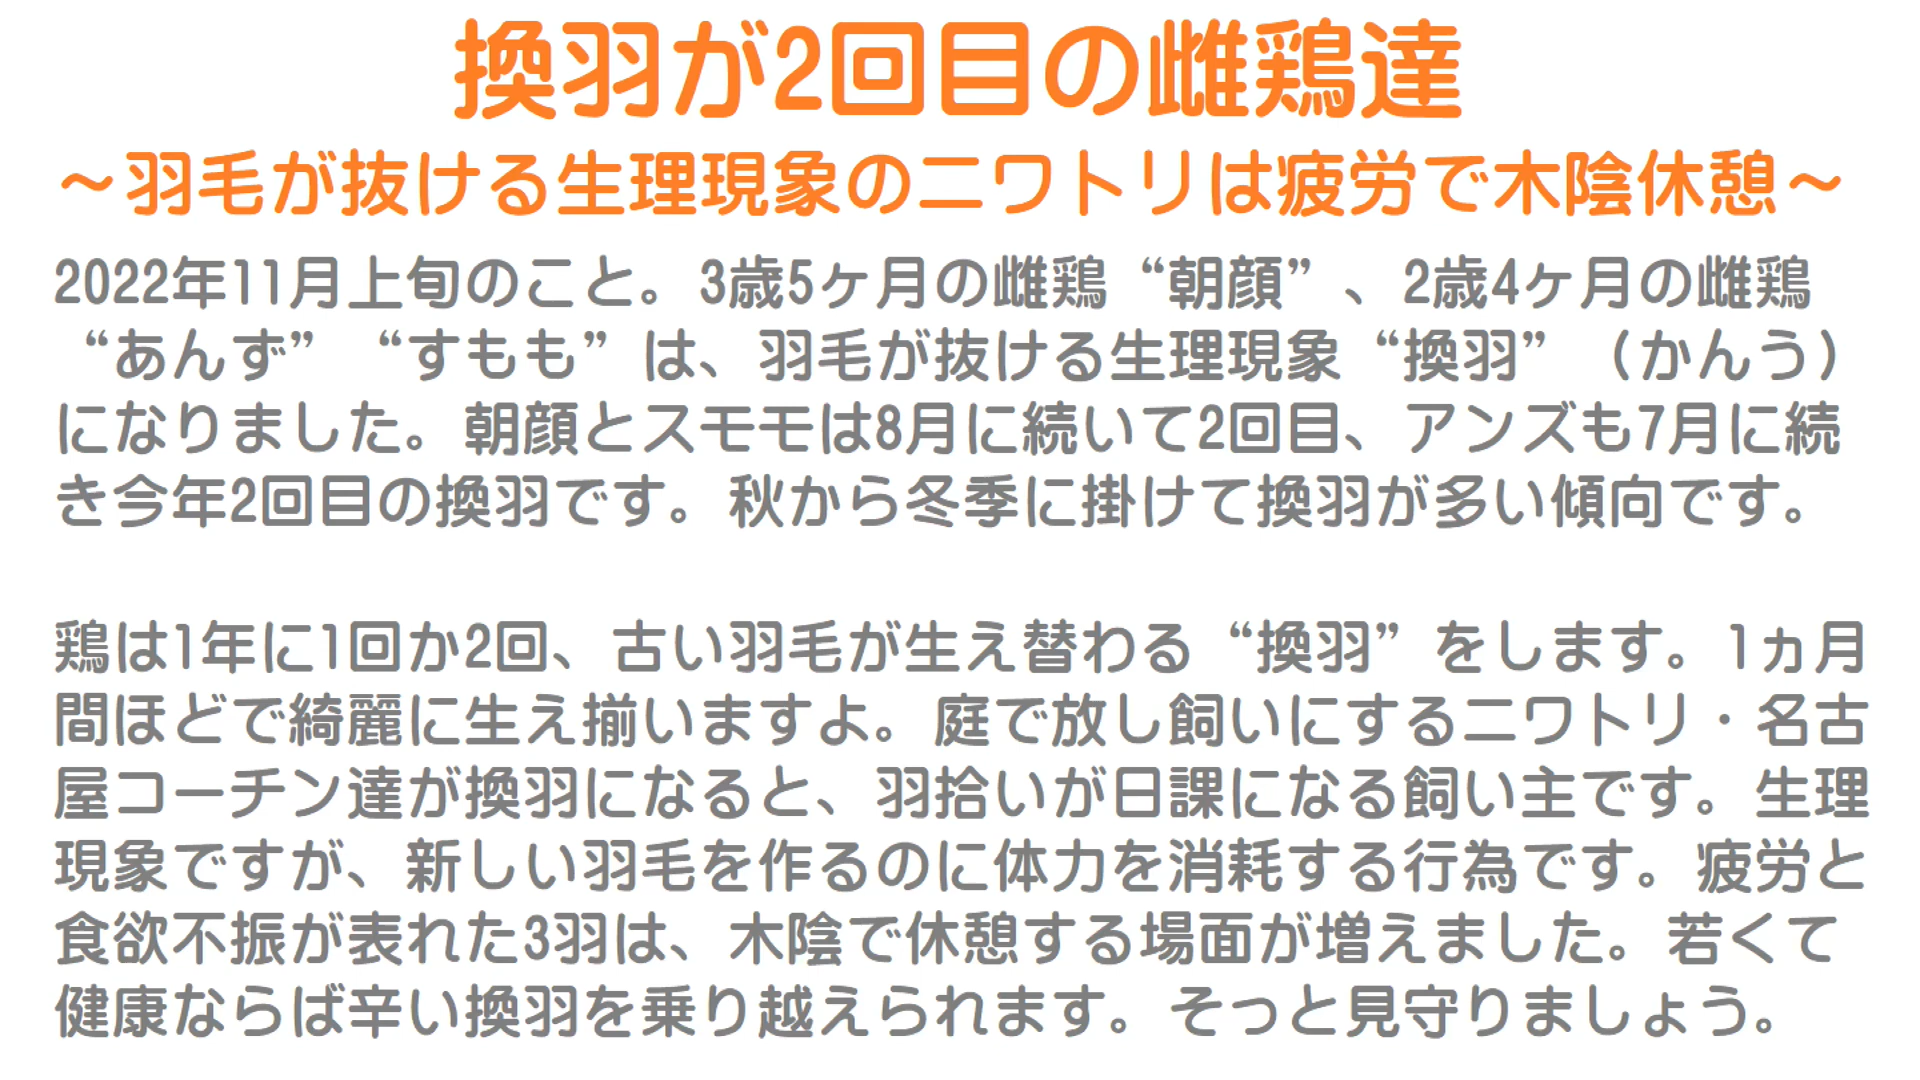 換羽が2回目の雌鶏達
～羽毛が抜ける生理現象のニワトリは疲労で木陰休憩～
2022年11月上旬のこと。3歳5ヶ月の雌鶏“朝顔”、2歳4ヶ月の雌鶏
“あんず”“すもも”は、羽毛が抜ける生理現象“換羽”（かんう）
になりました。朝顔とスモモは8月に続いて2回目、アンズも7月に続
き今年2回目の換羽です。秋から冬季に掛けて換羽が多い傾向です。
鶏は1年に1回か2回、古い羽毛が生え替わる“換羽”をします。1ヵ月
間ほどで綺麗に生え揃いますよ。庭で放し飼いにするニワトリ・名古
屋コーチン達が換羽になると、羽拾いが日課になる飼い主です。生理
現象ですが、新しい羽毛を作るのに体力を消耗する行為です。疲労と
食欲不振が表れた3羽は、木陰で休憩する場面が増えました。若くて
健康ならば辛い換羽を乗り越えられます。そっと見守りましょう。